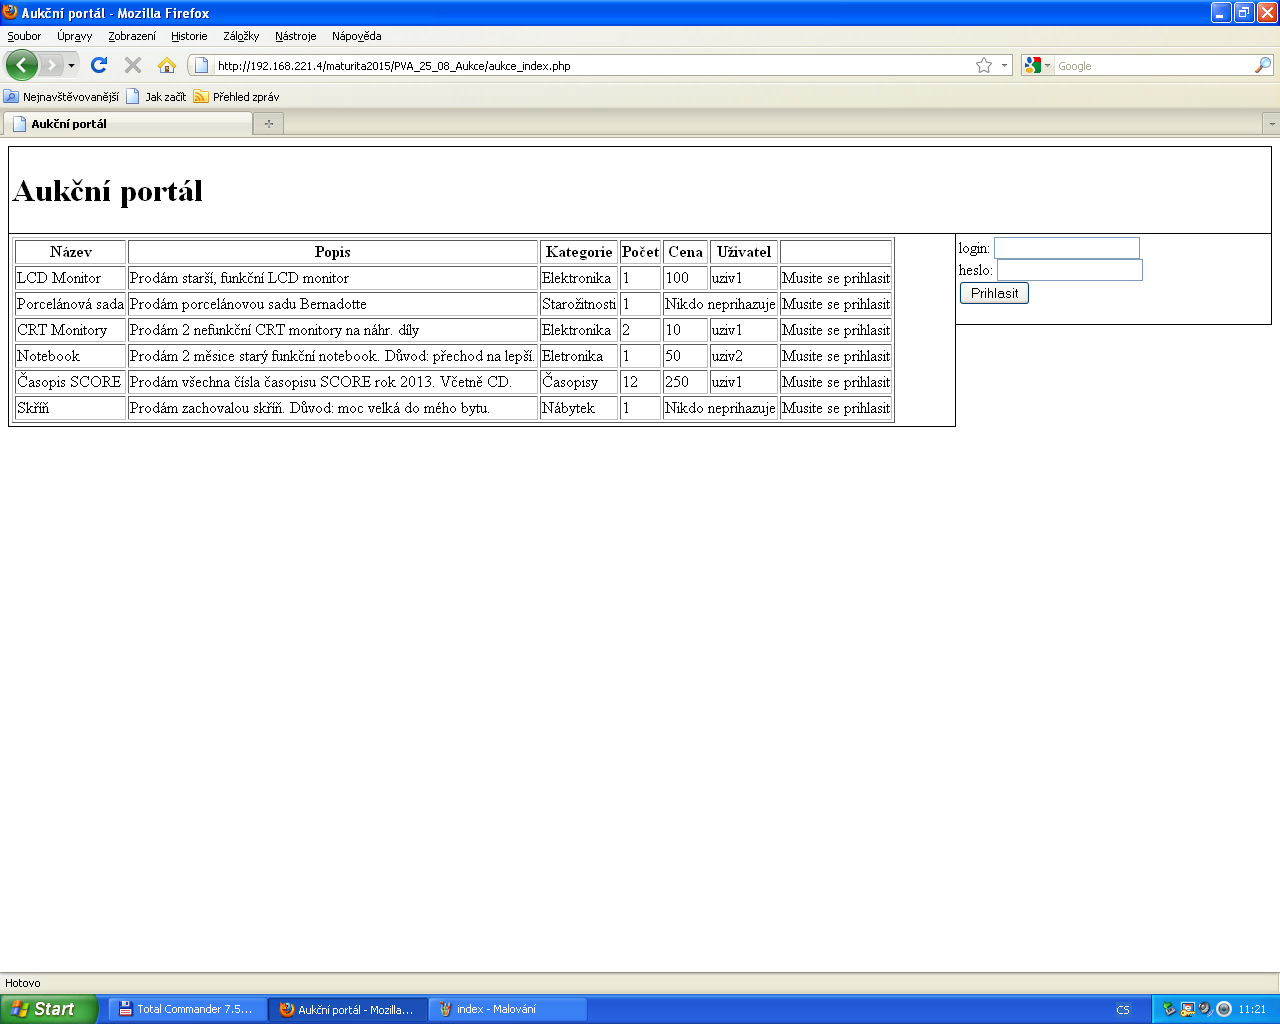 Aukční portál - Mozilla Firefox
Soubor Úpravy Zobrazení Historie Záložky Nástroje Nápověda
http://192.168.221.4/maturita2015/PVA_25_08_Aukce/aukce_index.php Google
Nejnavštěvovanější Jak začít Přehled zpráv
Aukční portál
Aukční portál
Název Popis Kategorie Počet Cena Uživatel
LCD Monitor Prodám starší, funkční LCD monitor Elektronika 1 100 uziv1 Musite se prihlasit
Porcelánová sada Prodám porcelánovou sadu Bernadotte Starožitnosti 1 Nikdo neprihazuje Musite se prihlasit
CRT Monitory Prodám 2 nefunkční CRT monitory na náhr. díly Elektronika 2 10 uziv1 Musite se prihlasit
Notebook Prodám 2 měsice starý funkční notebook. Důvod: přechod na lepší. Eletronika 1 50 uziv2 Musite se prihlasit
Časopis SCORE Prodám všechna čísla časopisu SCORE rok 2013. Včetně CD. Časopisy 12 250 uziv1 Musite se prihlasit
Skříň Prodám zachovalou skříň. Důvod: moc velká do mého bytu. Nábytek 1 Nikdo neprihazuje Musite se prihlasit
login:
heslo:
Prihlasit
Hotovo
Start Total Commander 7.5... Aukční portál - Mozilla... index - Malování CS 11:21